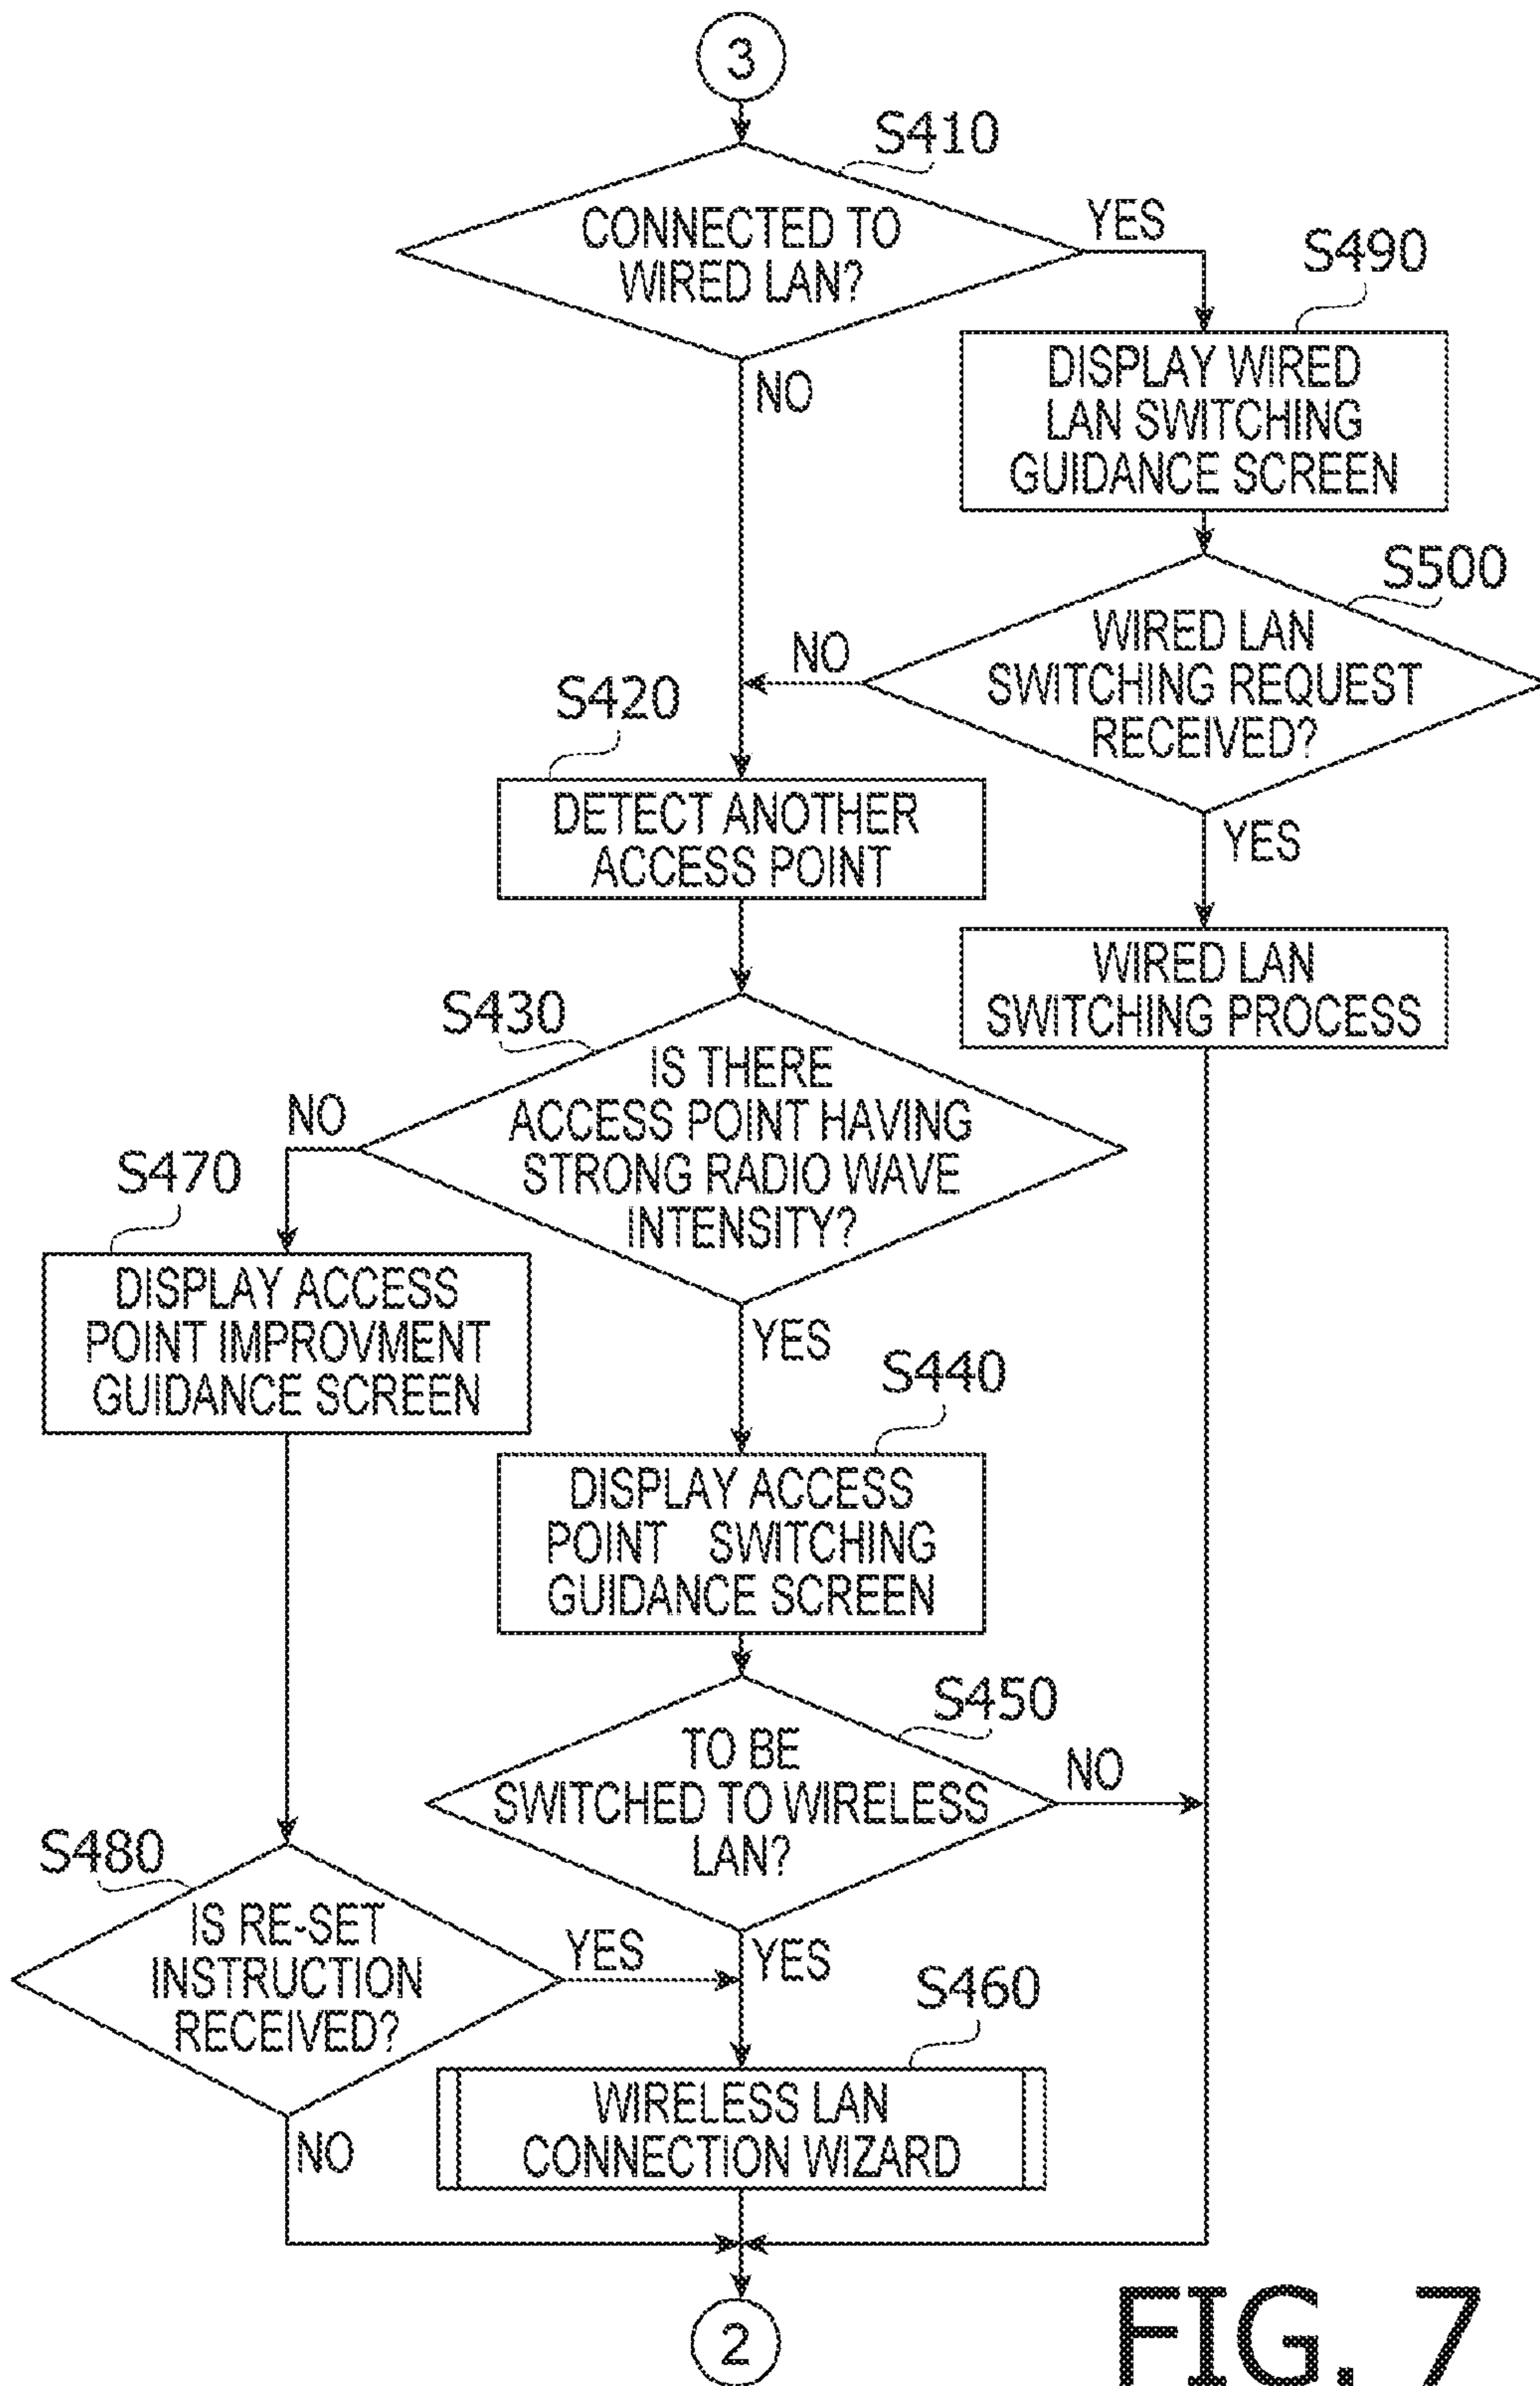 3
S410
CONNECTED TO
WIRED LAN?
YES
NO
S490
DISPLAY WIRED
LAN SWITCHING
GUIDANCE SCREEN
S500
WIRED LAN
SWITCHING REQUEST
RECEIVED?
NO
YES
S420
DETECT ANOTHER
ACCESS POINT
WIRED LAN
SWITCHING PROCESS
S430
IS THERE
ACCESS POINT HAVING
STRONG RADIO WAVE
INTENSITY?
NO
YES
S470
DISPLAY ACCESS
POINT IMPROVMENT
GUIDANCE SCREEN
S440
DISPLAY ACCESS
POINT SWITCHING
GUIDANCE SCREEN
S450
TO BE
SWITCHED TO WIRELESS
LAN?
NO
YES
S480
IS RE-SET
INSTRUCTION
RECEIVED?
YES
NO
S460
WIRELESS LAN
CONNECTION WIZARD
2
FIG. 7